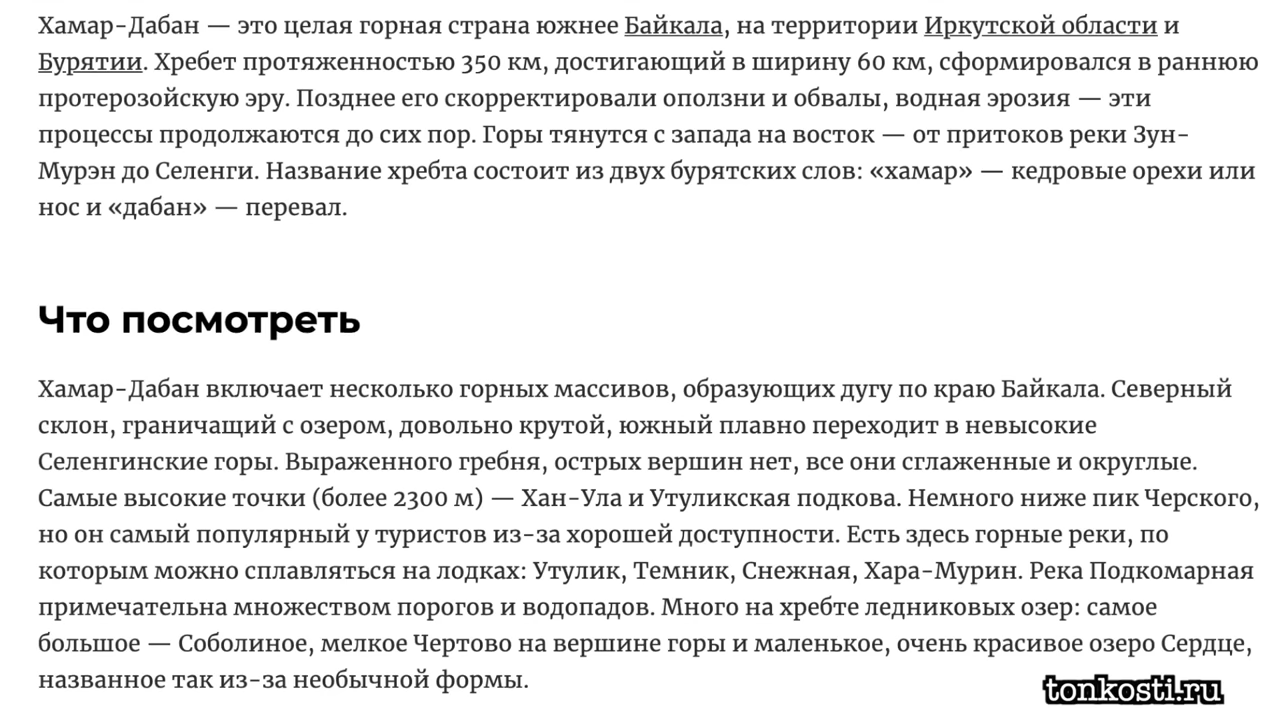 Хамар-Дабан — это целая горная страна южнее Байкала, на территории Иркутской области и
Бурятии. Хребет протяженностью 350 км, достигающий в ширину 60 км, сформировался в раннюю
протерозойскую эру. Позднее его скорректировали оползни и обвалы, водная эрозия — эти
процессы продолжаются до сих пор. Горы тянутся с запада на восток — от притоков реки Зун-
Мурэн до Селенги. Название хребта состоит из двух бурятских слов: «хамар» — кедровые орехи или
нос и «дабан» — перевал.
Что посмотреть
Хамар-Дабан включает несколько горных массивов, образующих дугу по краю Байкала. Северный
склон, граничащий с озером, довольно крутой, южный плавно переходит в невысокие
Селенгинские горы. Выраженного гребня, острых вершин нет, все они сглаженные и округлые.
Самые высокие точки (более 2300 м) — Хан-Ула и Утуликская подкова. Немного ниже пик Черского,
но он самый популярный у туристов из-за хорошей доступности. Есть здесь горные реки, по
которым можно сплавляться на лодках: Утулик, Темник, Снежная, Хара-Мурин. Река Подкомарная
примечательна множеством порогов и водопадов. Много на хребте ледниковых озер: самое
большое — Соболиное, мелкое Чертово на вершине горы и маленькое, очень красивое озеро Сердце,
названное так из-за необычной формы.
tonkosti.ru